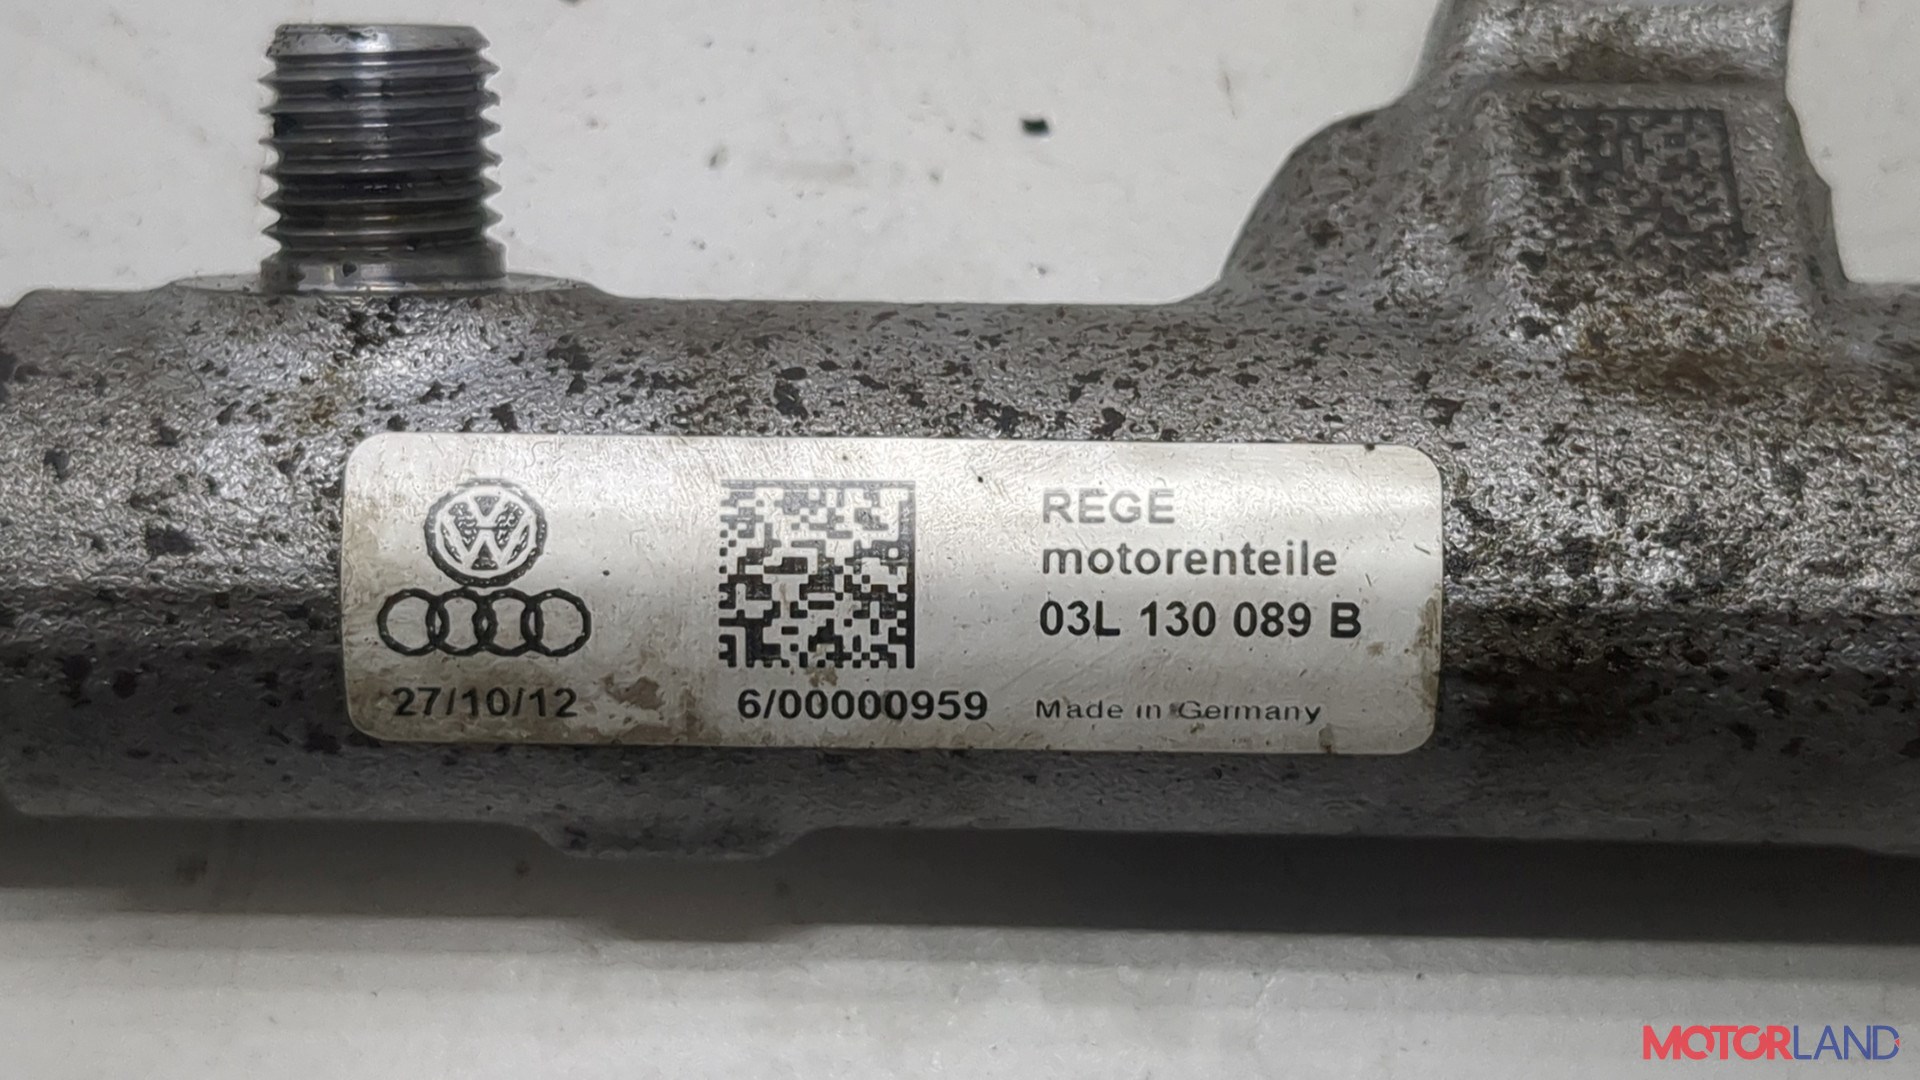 REGE
motorenteile
03L 130 089 B
27/10/12
6/00000959
Made in Germany
MOTORLAND